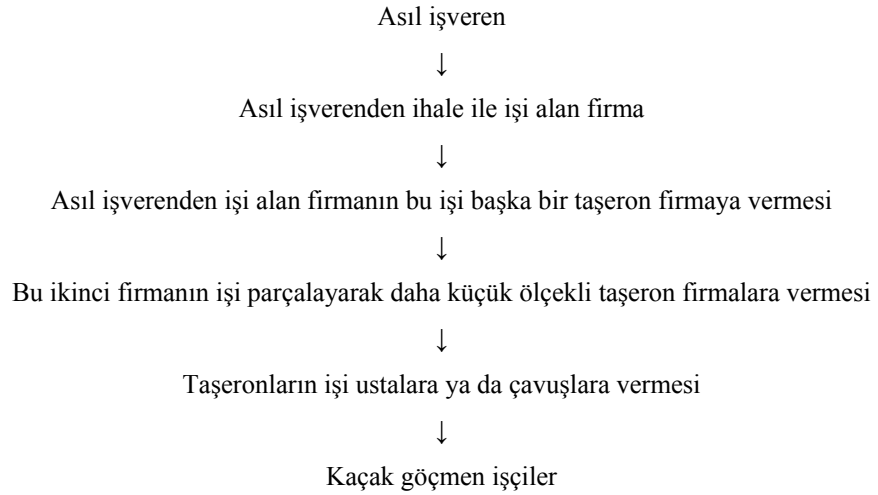 Asıl işveren
↓
Asıl işverenden ihale ile işi alan firma
↓
Asıl işverenden işi alan firmanın bu işi başka bir taşeron firmaya vermesi
↓
Bu ikinci firmanın işi parçalayarak daha küçük ölçekli taşeron firmalara vermesi
↓
Taşeronların işi ustalara ya da çavuşlara vermesi
↓
Kaçak göçmen işçiler